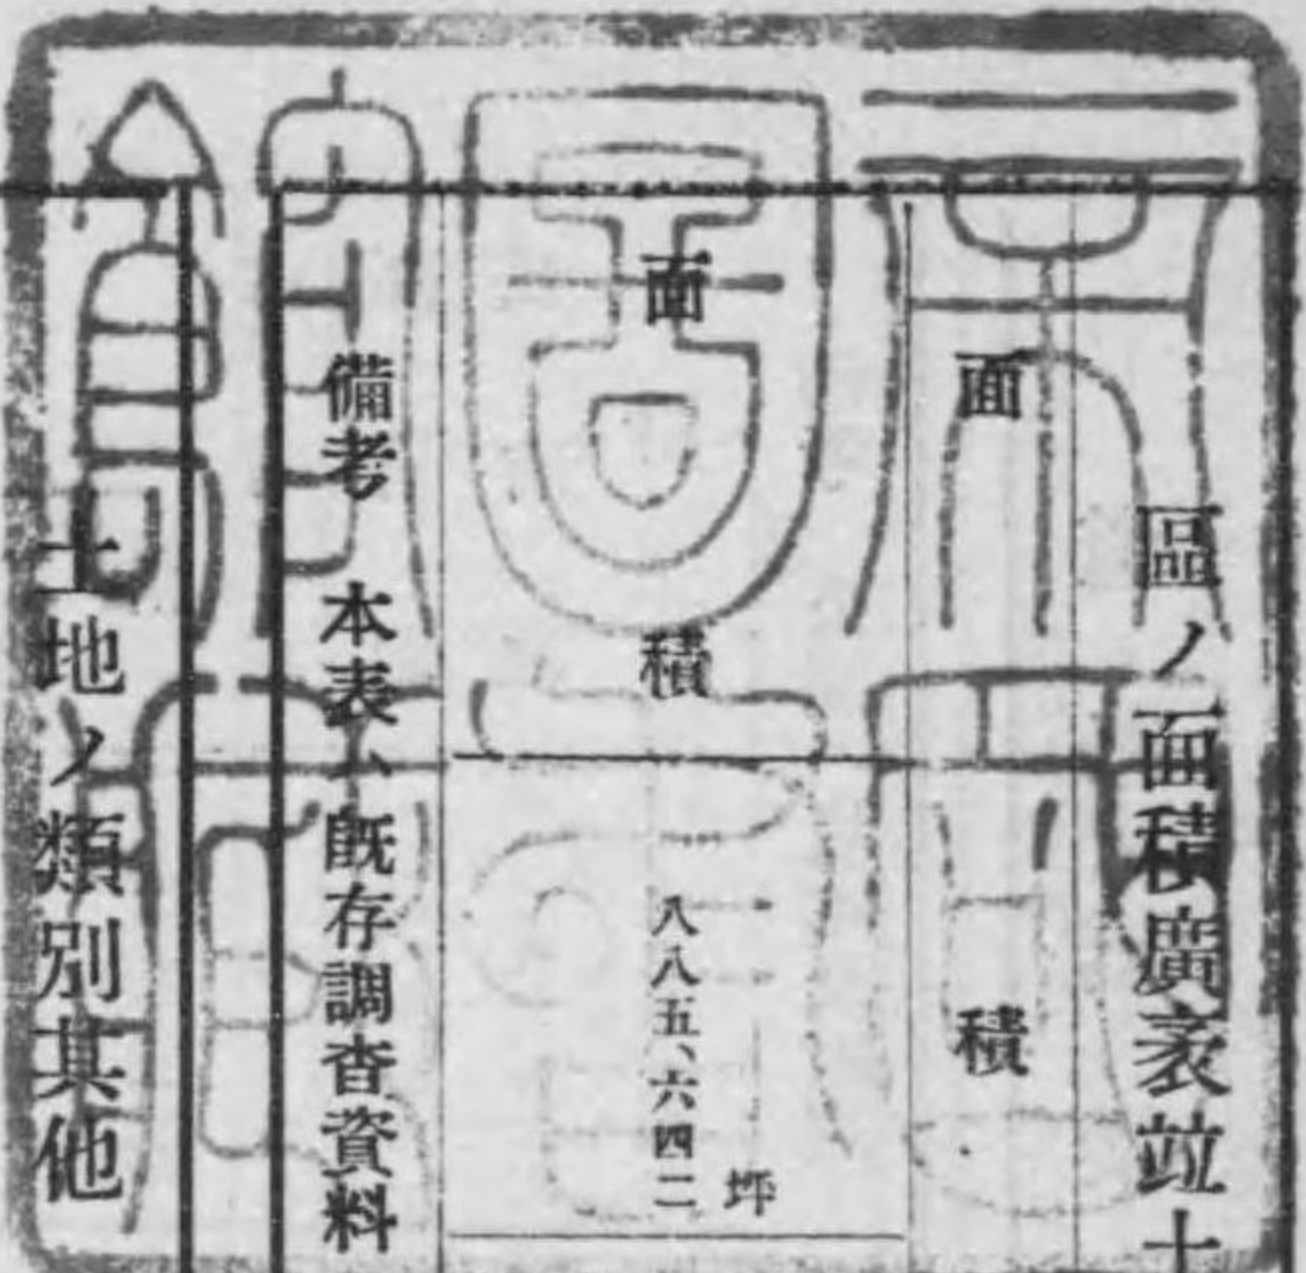 區ノ面積廣袤竝土
面積
面積
坪
八八五、六四二
備考 本表ハ既存調査資料
土地ノ類別其他